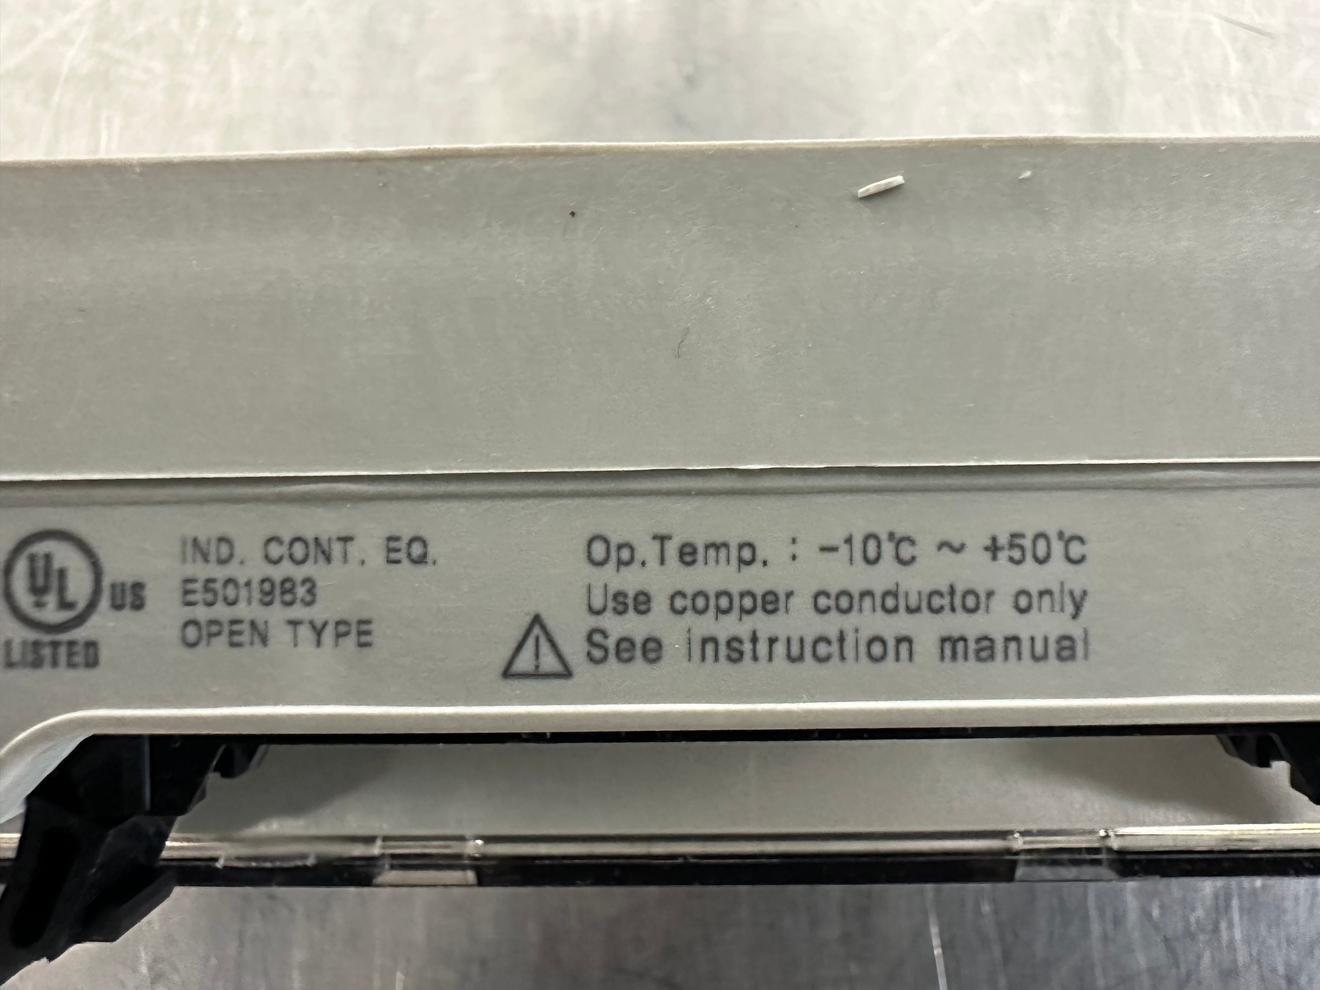 UL US
LISTED
IND. CONT. EQ.
E501983
OPEN TYPE
Op.Temp. : -10℃ ~ +50℃
Use copper conductor only
See instruction manual